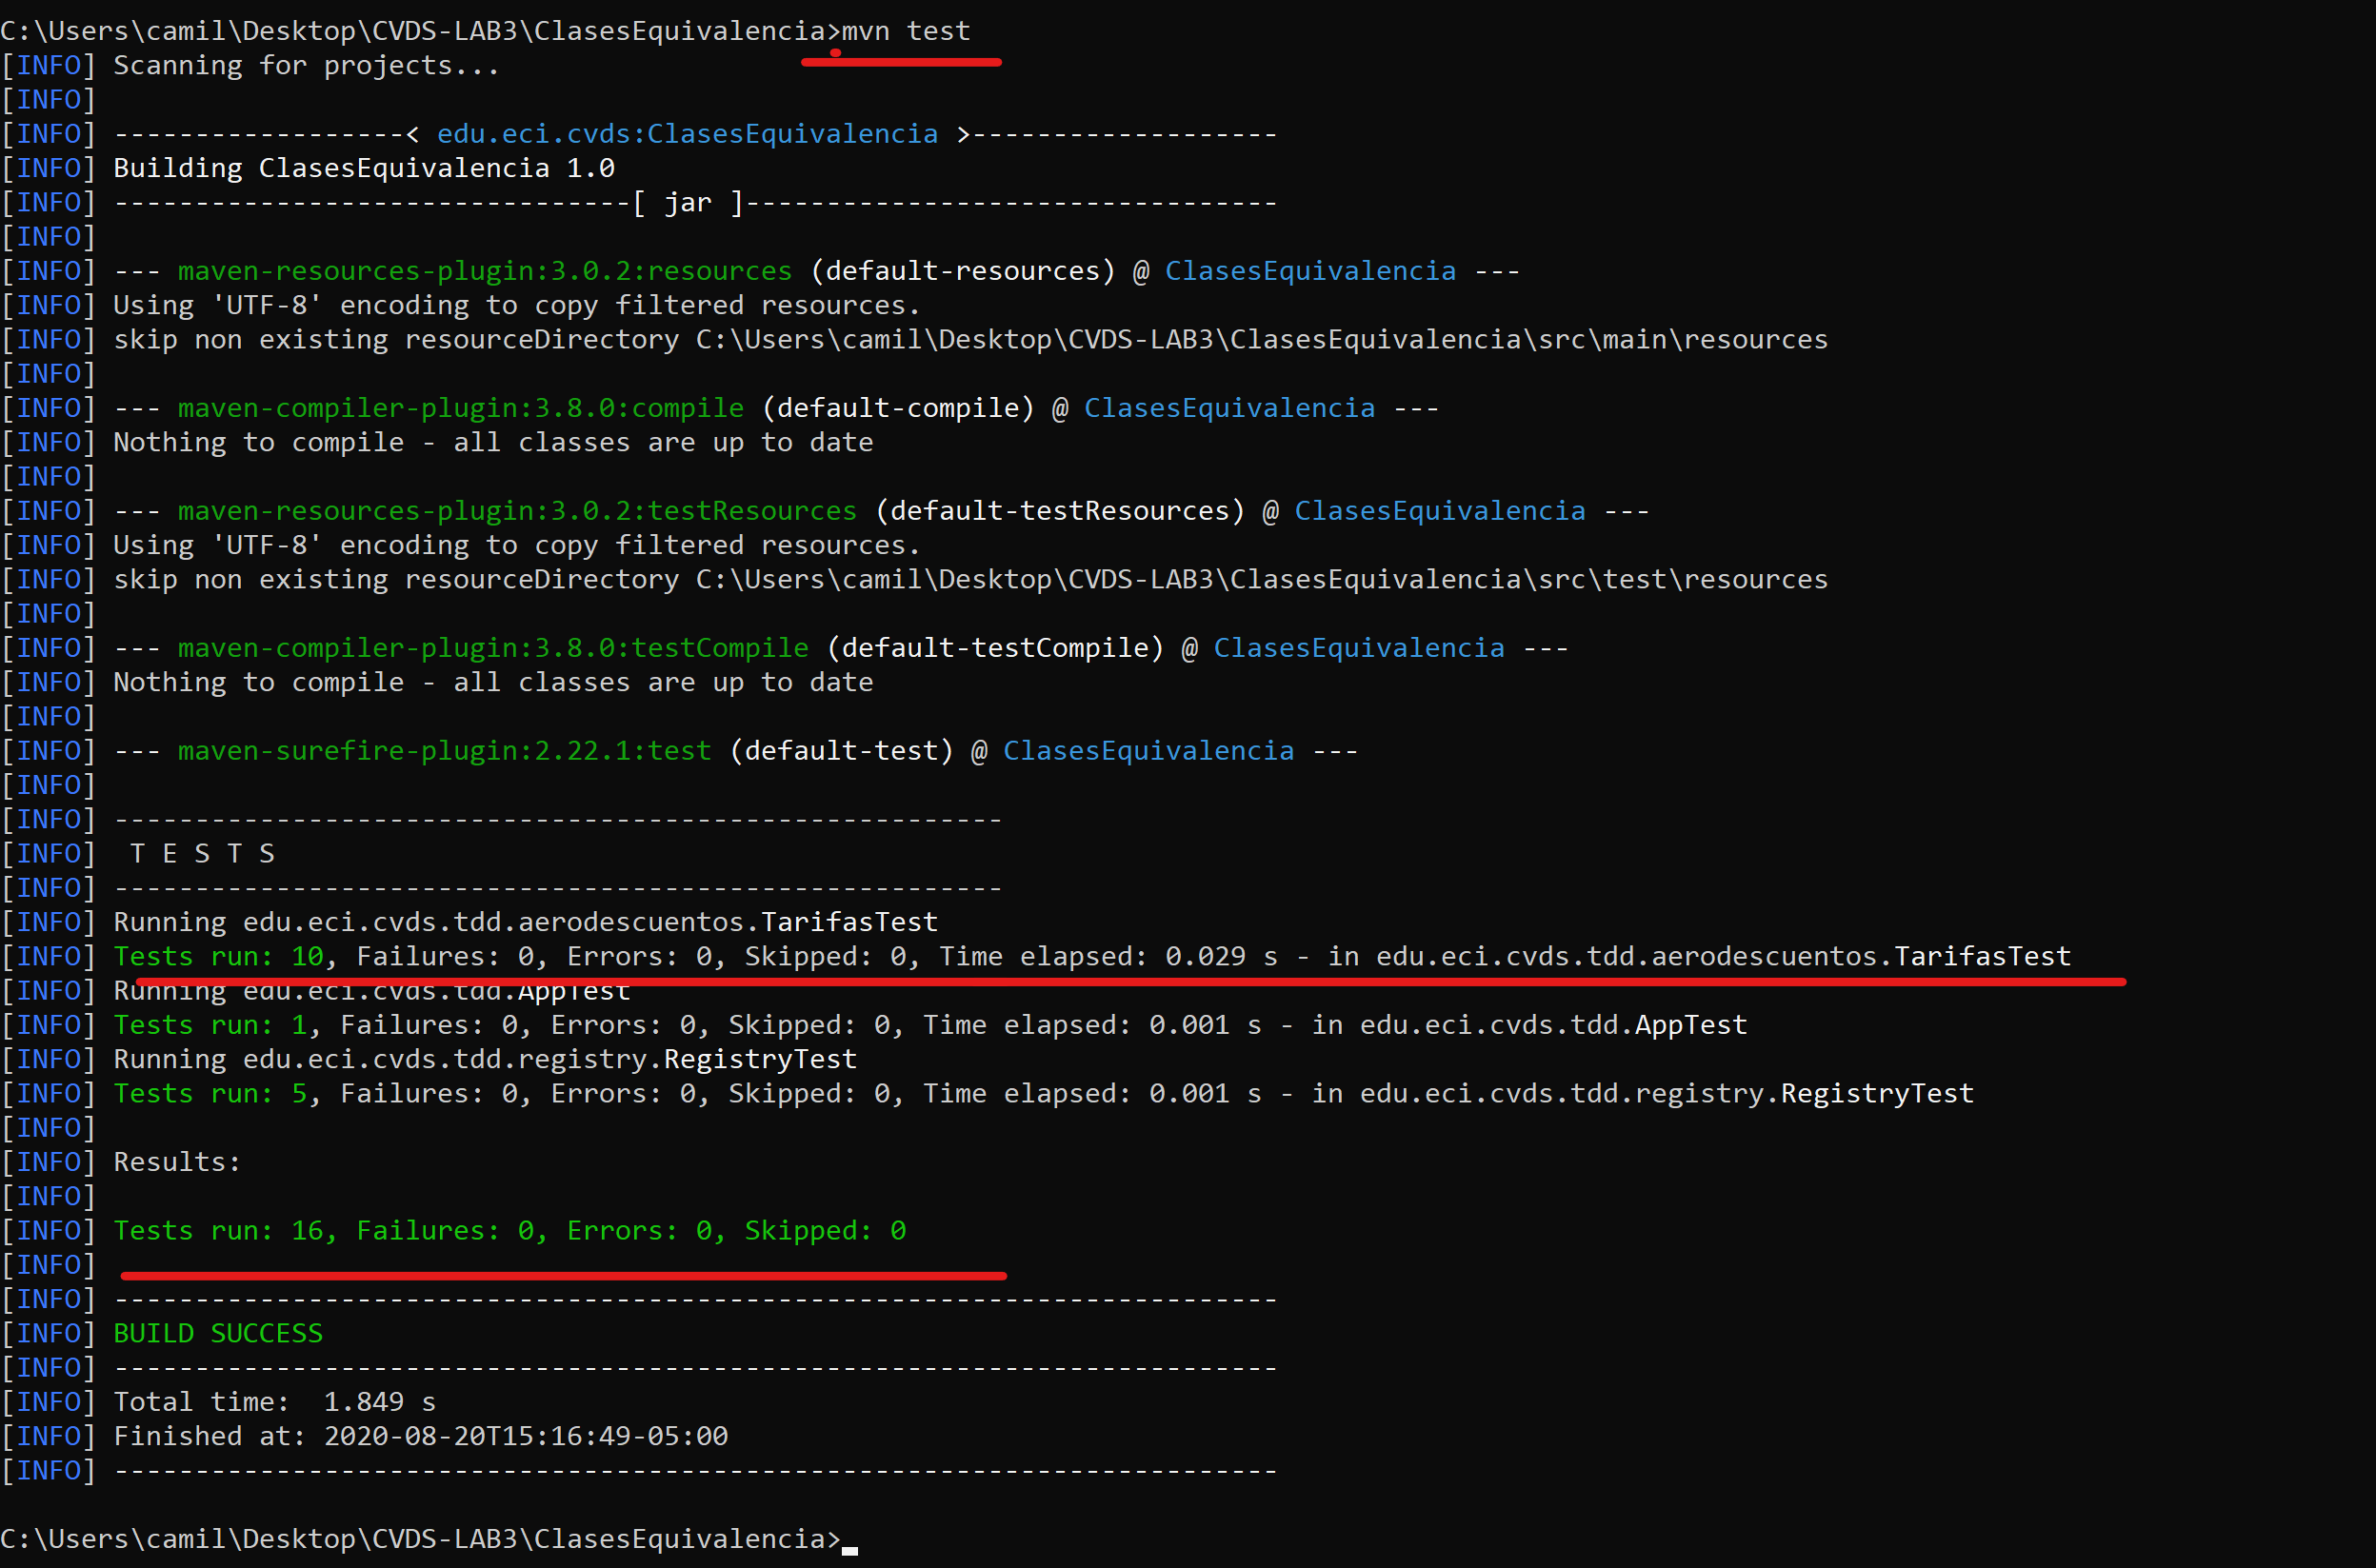 C:\Users\camil\Desktop\CVDS-LAB3\ClasesEquivalencia>mvn test
[INFO] Scanning for projects...
[INFO]
[INFO] ------------------< edu.eci.cvds:ClasesEquivalencia >-------------------
[INFO] Building ClasesEquivalencia 1.0
[INFO] --------------------------------[ jar ]---------------------------------
[INFO]
[INFO] --- maven-resources-plugin:3.0.2:resources (default-resources) @ ClasesEquivalencia ---
[INFO] Using 'UTF-8' encoding to copy filtered resources.
[INFO] skip non existing resourceDirectory C:\Users\camil\Desktop\CVDS-LAB3\ClasesEquivalencia\src\main\resources
[INFO]
[INFO] --- maven-compiler-plugin:3.8.0:compile (default-compile) @ ClasesEquivalencia ---
[INFO] Nothing to compile - all classes are up to date
[INFO]
[INFO] --- maven-resources-plugin:3.0.2:testResources (default-testResources) @ ClasesEquivalencia ---
[INFO] Using 'UTF-8' encoding to copy filtered resources.
[INFO] skip non existing resourceDirectory C:\Users\camil\Desktop\CVDS-LAB3\ClasesEquivalencia\src\test\resources
[INFO]
[INFO] --- maven-compiler-plugin:3.8.0:testCompile (default-testCompile) @ ClasesEquivalencia ---
[INFO] Nothing to compile - all classes are up to date
[INFO]
[INFO] --- maven-surefire-plugin:2.22.1:test (default-test) @ ClasesEquivalencia ---
[INFO]
[INFO] -------------------------------------------------------
[INFO]  T E S T S
[INFO] -------------------------------------------------------
[INFO] Running edu.eci.cvds.tdd.aerodescuentos.TarifasTest
[INFO] Tests run: 10, Failures: 0, Errors: 0, Skipped: 0, Time elapsed: 0.029 s - in edu.eci.cvds.tdd.aerodescuentos.TarifasTest
[INFO] Running edu.eci.cvds.tdd.AppTest
[INFO] Tests run: 1, Failures: 0, Errors: 0, Skipped: 0, Time elapsed: 0.001 s - in edu.eci.cvds.tdd.AppTest
[INFO] Running edu.eci.cvds.tdd.registry.RegistryTest
[INFO] Tests run: 5, Failures: 0, Errors: 0, Skipped: 0, Time elapsed: 0.001 s - in edu.eci.cvds.tdd.registry.RegistryTest
[INFO]
[INFO] Results:
[INFO]
[INFO] Tests run: 16, Failures: 0, Errors: 0, Skipped: 0
[INFO]
[INFO] ------------------------------------------------------------------------
[INFO] BUILD SUCCESS
[INFO] ------------------------------------------------------------------------
[INFO] Total time:  1.849 s
[INFO] Finished at: 2020-08-20T15:16:49-05:00
[INFO] ------------------------------------------------------------------------
C:\Users\camil\Desktop\CVDS-LAB3\ClasesEquivalencia>